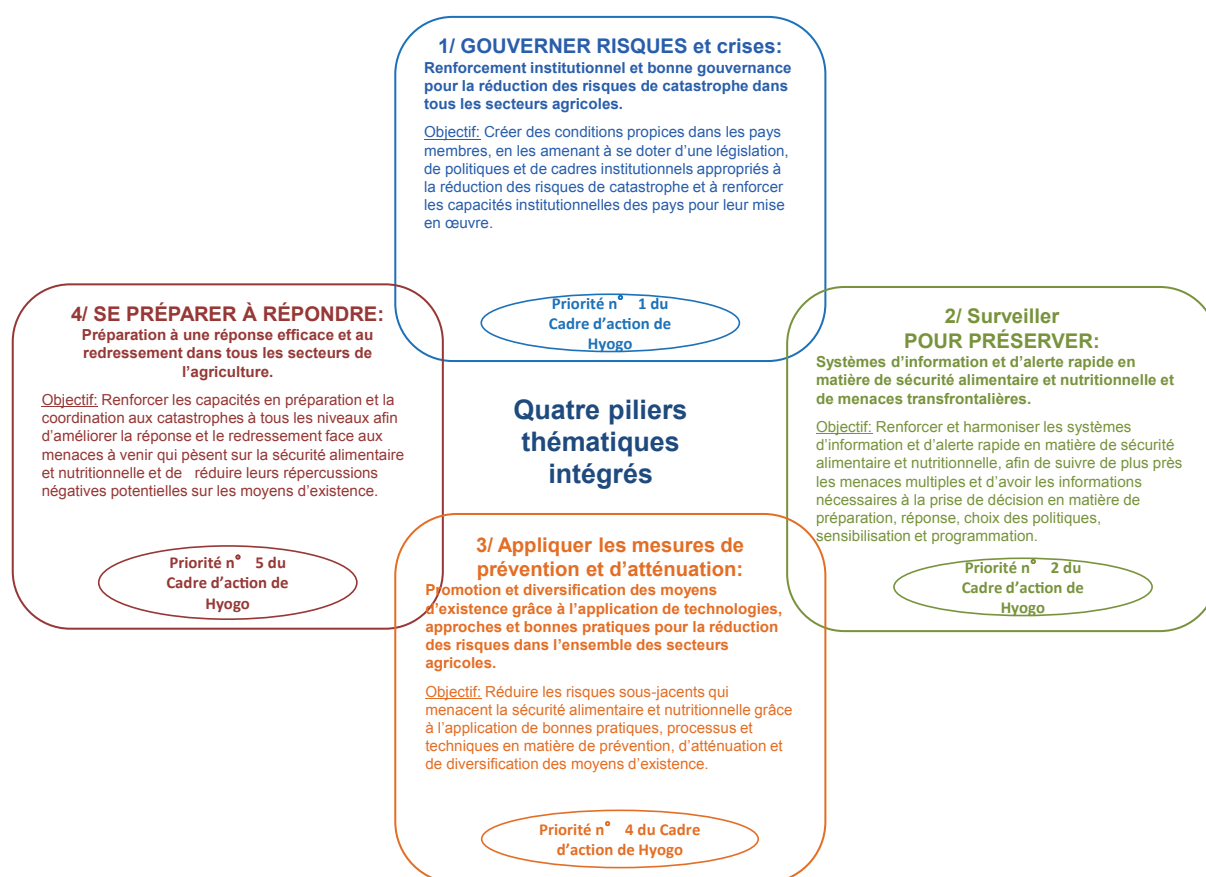 1/ GOUVERNER RISQUES et crises:
Renforcement institutionnel et bonne gouvernance
pour la réduction des risques de catastrophe dans
tous les secteurs agricoles.
Objectif: Créer des conditions propices dans les pays
membres, en les amenant à se doter d'une législation,
de politiques et de cadres institutionnels appropriés à
la réduction des risques de catastrophe et à renforcer
les capacités institutionnelles des pays pour leur mise
en œuvre.
Priorité n° 1 du
Cadre d'action de
Hyogo
2/ Surveiller
POUR PRÉSERVER:
Systèmes d'information et d'alerte rapide en
matière de sécurité alimentaire et nutritionnelle et
de menaces transfrontalières.
Objectif: Renforcer et harmoniser les systèmes
d'information et d'alerte rapide en matière de sécurité
alimentaire et nutritionnelle, afin de suivre de plus près
les menaces multiples et d'avoir les informations
nécessaires à la prise de décision en matière de
préparation, réponse, choix des politiques,
sensibilisation et programmation.
Priorité n° 2 du
Cadre d'action de
Hyogo
4/ SE PRÉPARER À RÉPONDRE:
Préparation à une réponse efficace et au
redressement dans tous les secteurs de
l'agriculture.
Objectif: Renforcer les capacités en préparation et la
coordination aux catastrophes à tous les niveaux afin
d'améliorer la réponse et le redressement face aux
menaces à venir qui pèsent sur la sécurité alimentaire
et nutritionnelle et de réduire leurs répercussions
négatives potentielles sur les moyens d'existence.
Priorité n° 5 du
Cadre d'action de
Hyogo
Quatre piliers
thématiques
intégrés
3/ Appliquer les mesures de
prévention et d'atténuation:
Promotion et diversification des moyens
d'existence grâce à l'application de technologies,
approches et bonnes pratiques pour la réduction
des risques dans l'ensemble des secteurs
agricoles.
Objectif: Réduire les risques sous-jacents qui
menacent la sécurité alimentaire et nutritionnelle grâce
à l'application de bonnes pratiques, processus et
techniques en matière de prévention, d'atténuation et
de diversification des moyens d'existence.
Priorité n° 4 du Cadre
d'action de Hyogo